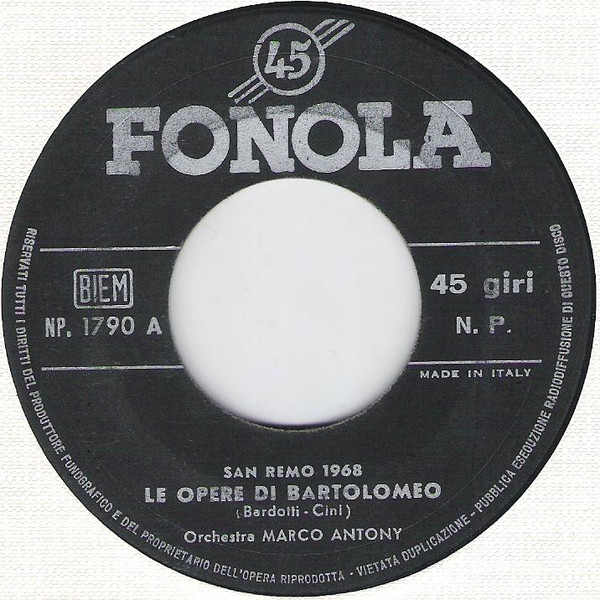 45
FONOLA
BIEM
NP. 1790 A
45 giri
N. P.
MADE IN ITALY
SAN REMO 1968
LE OPERE DI BARTOLOMEO
(Bardotti - Cini)
Orchestra MARCO ANTONY
RISERVATI TUTTI I DIRITTI DEL PRODUTTORE FONOGRAFICO E DEL PROPRIETARIO DELL'OPERA RIPRODOTTA - VIETATA DUPLICAZIONE - PUBBLICA ESECUZIONE RADIODIFFUSIONE DI QUESTO DISCO